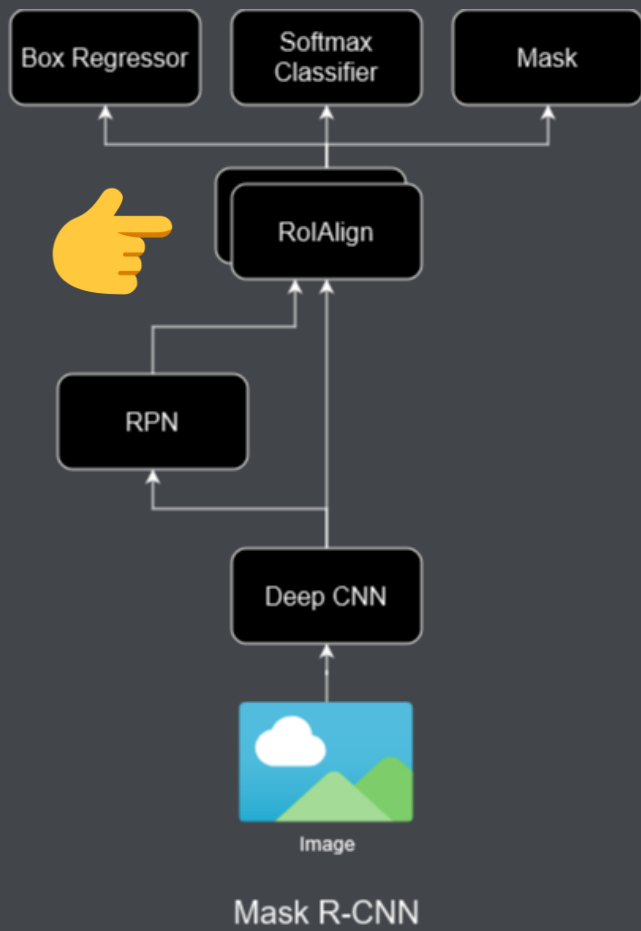 Box Regressor
Softmax
Classifier
Mask
RoIAlign
RPN
Deep CNN
Image
Mask R-CNN